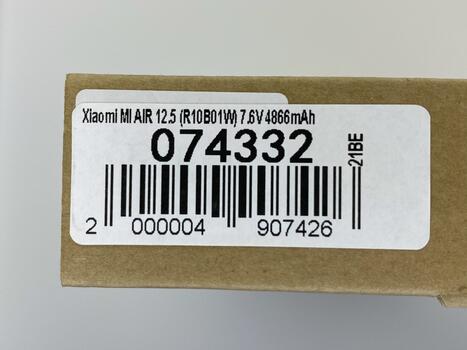 Xiaomi MI AIR 12.5 (R10B01W) 7.6V 4866mAh
074332
21BE
2 000004 907426